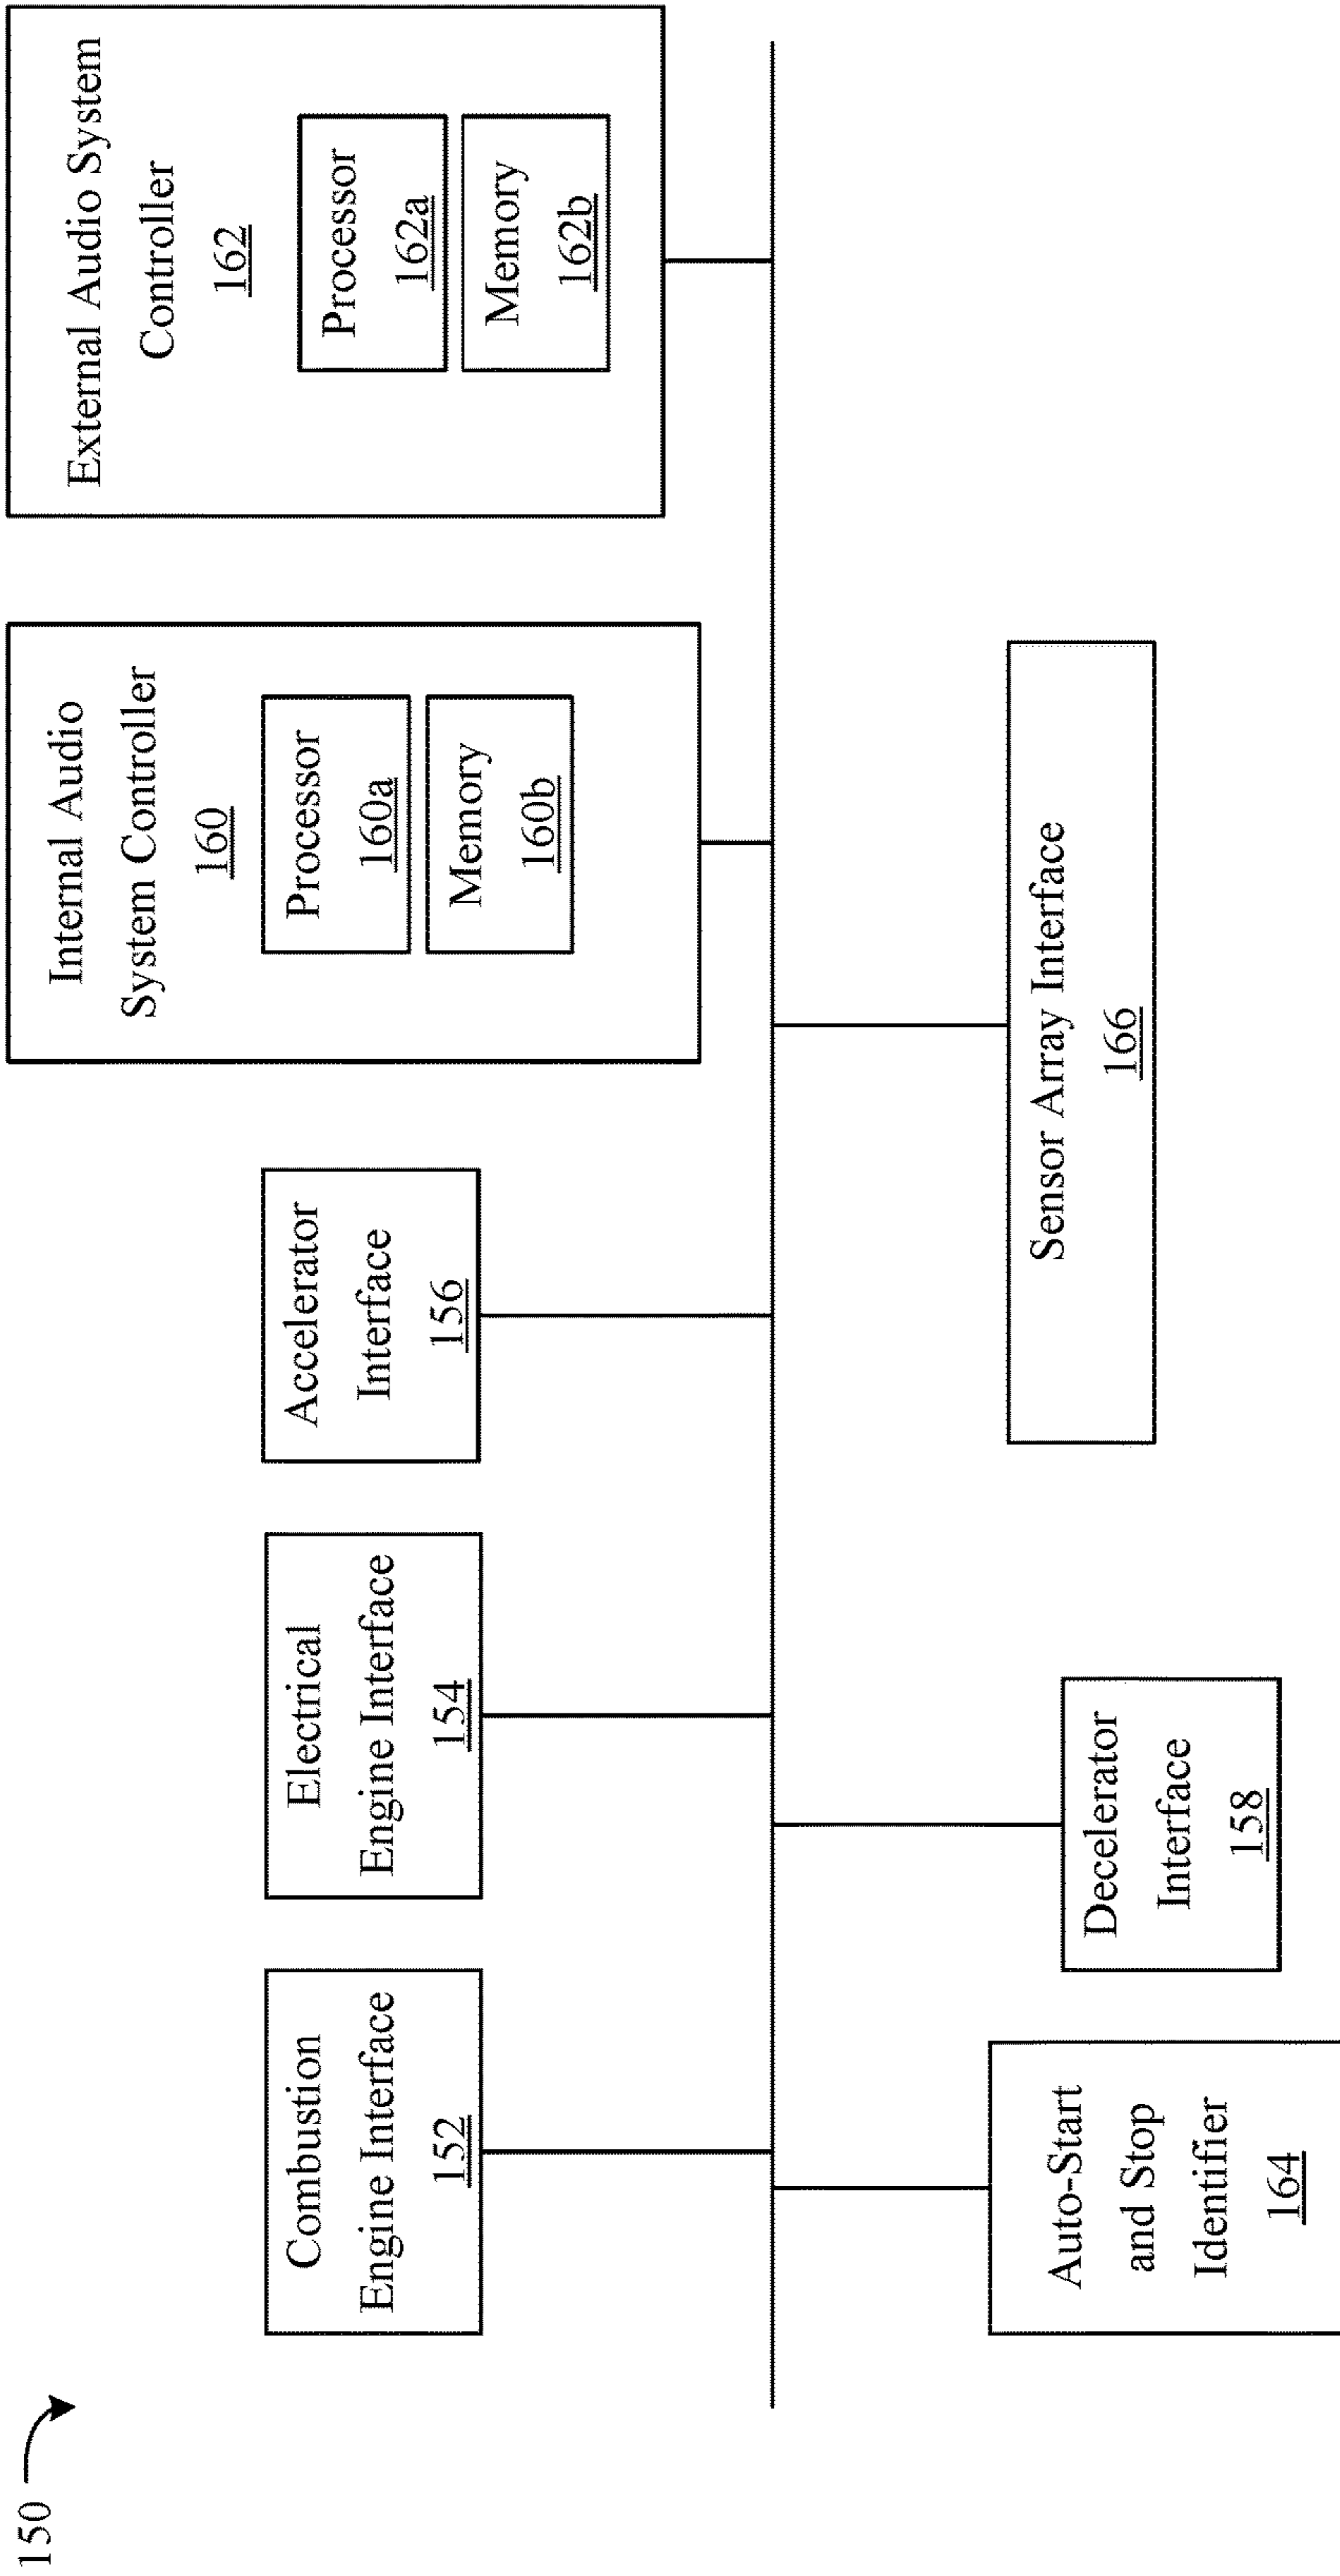 150
Combustion
Engine Interface
152
Electrical
Engine Interface
154
Accelerator
Interface
156
Internal Audio
System Controller
160
Processor
160a
Memory
160b
External Audio System
Controller
162
Processor
162a
Memory
162b
Auto-Start
and Stop
Identifier
164
Decelerator
Interface
158
Sensor Array Interface
166